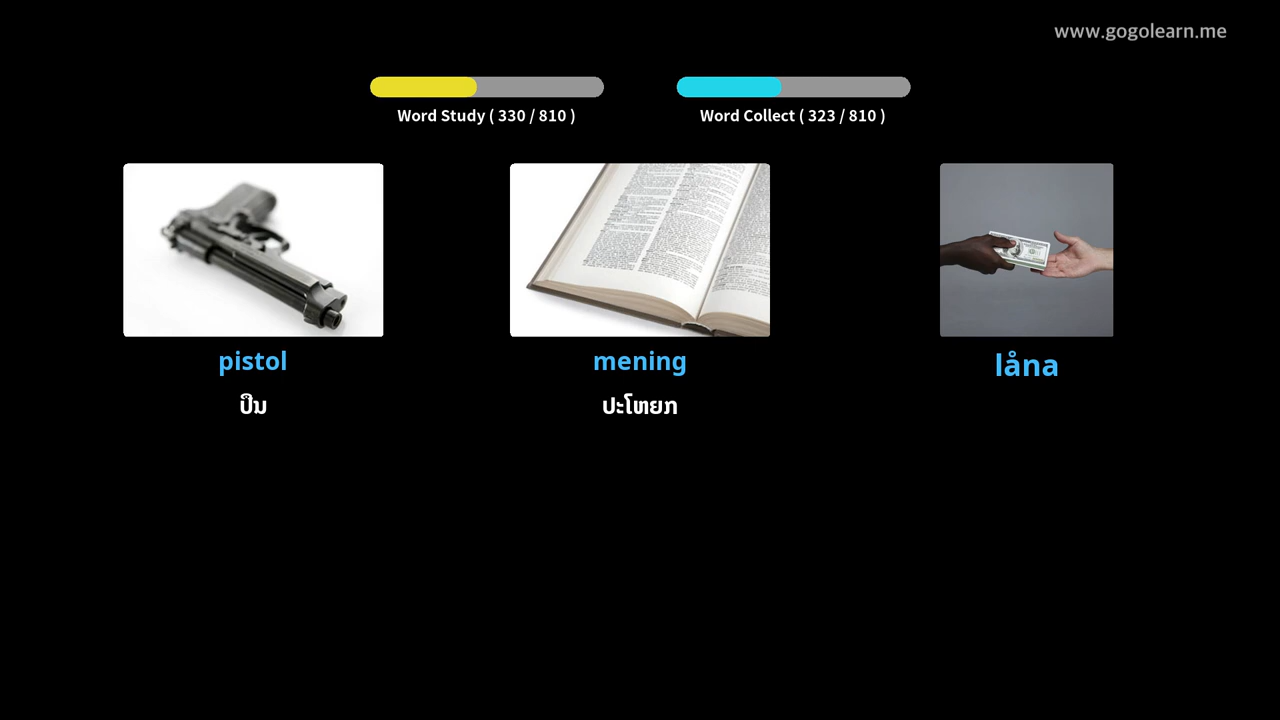 www.gogolearn.me
Word Study ( 330 / 810 )
Word Collect ( 323 / 810 )
pistol
ປືນ
mening
ປະໂຫຍກ
låna